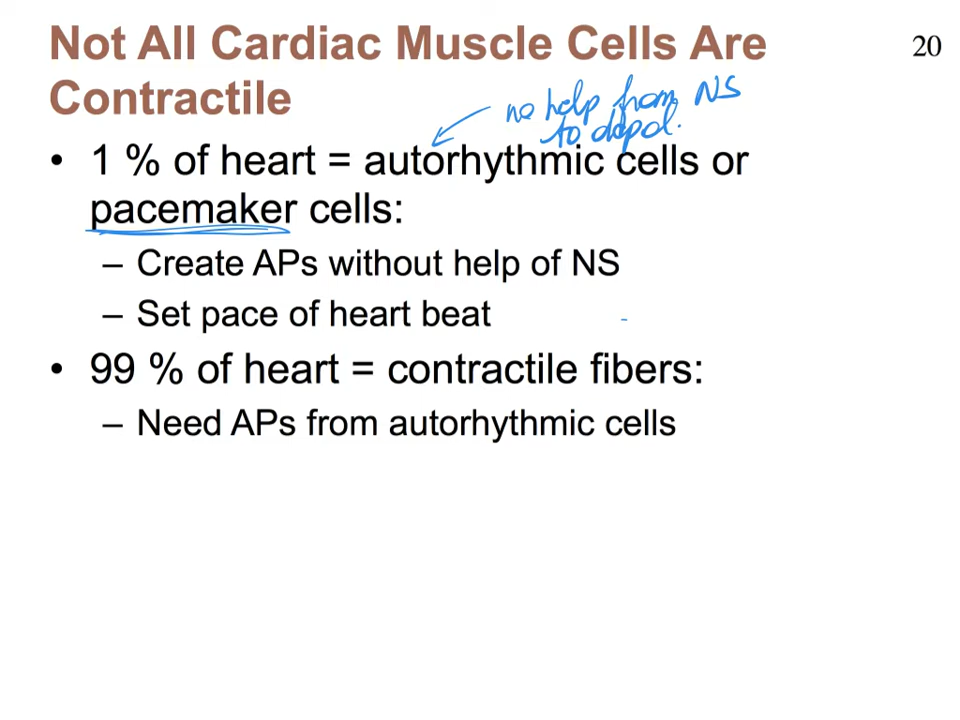 Not All Cardiac Muscle Cells Are
20
Contractile
no help from NS
to depol.
• 1 % of heart = autorhythmic cells or
pacemaker cells:
– Create APs without help of NS
– Set pace of heart beat
• 99 % of heart = contractile fibers:
– Need APs from autorhythmic cells